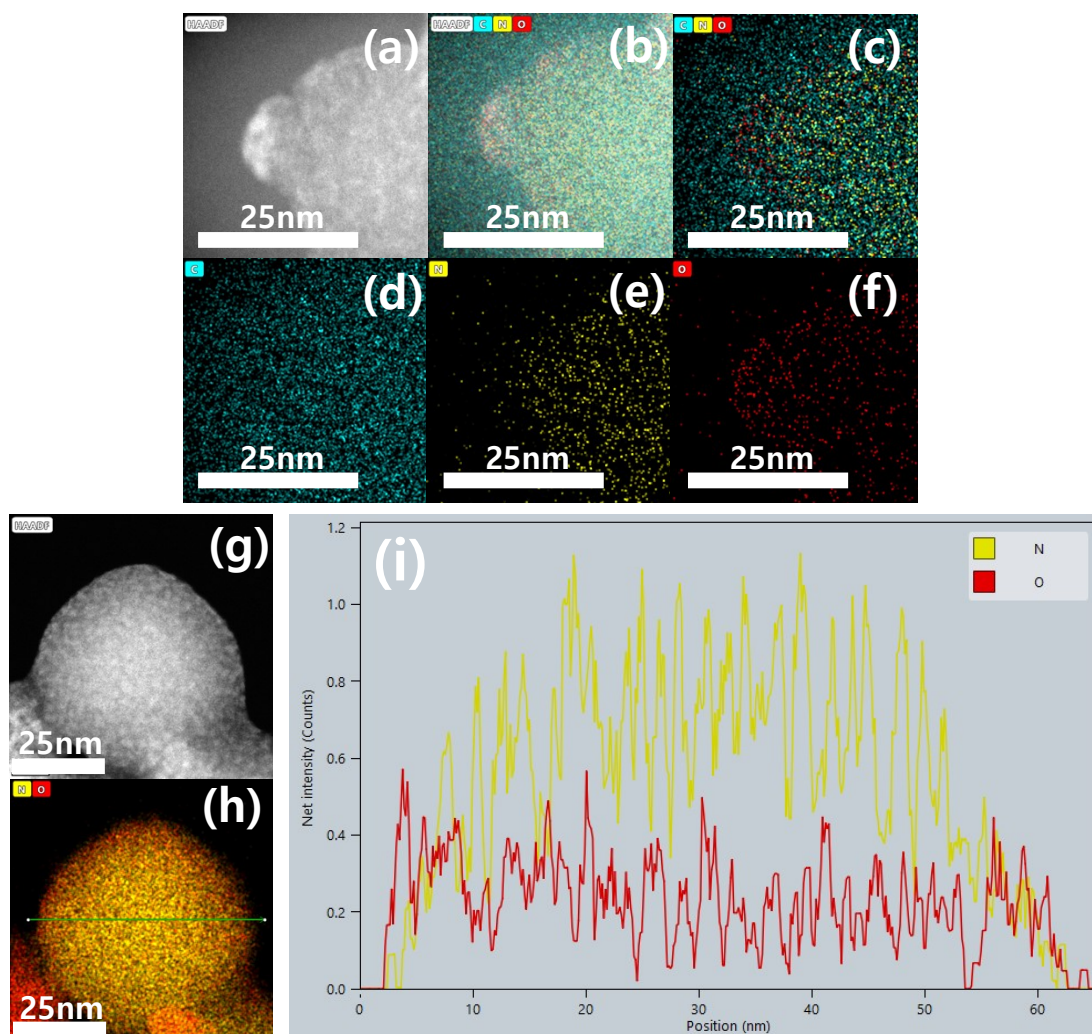 HAADF
(a)
25nm
HAADF C N O
(b)
25nm
C N O
(c)
25nm
C
(d)
25nm
N
(e)
25nm
O
(f)
25nm
HAADF
(g)
25nm
N O
(h)
25nm
(i)
N
O
1.2
1.0
0.8
0.6
0.4
0.2
0.0
Net intensity (Counts)
0 10 20 30 40 50 60
Position (nm)